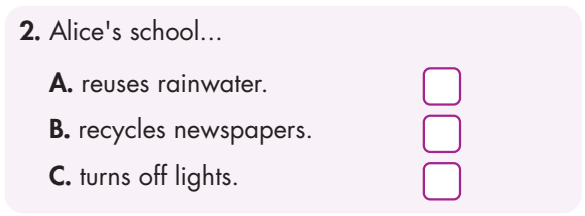 2. Alice's school...
A. reuses rainwater.
B. recycles newspapers.
C. turns off lights.